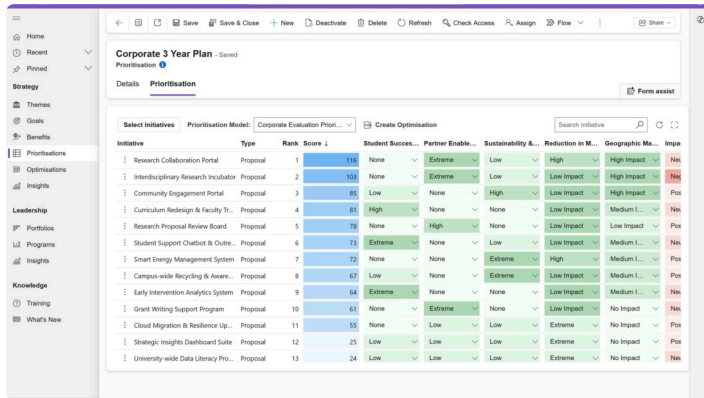 Save Save & Close New Deactivate Delete Refresh Check Access Assign Flow Share
Home
Recent
Pinned
Strategy
Themes
Goals
Benefits
Prioritisations
Optimisations
Insights
Leadership
Portfolios
Programs
Insights
Knowledge
Training
What's New
Corporate 3 Year Plan - Saved
Prioritisation
Details Prioritisation
Form assist
Select Initiatives Prioritisation Model: Corporate Evaluation Priori... Create Optimisation Search initiative
Initiative Type Rank Score ↓ Student Succes... Partner Enable... Sustainability &... Reduction in M... Geographic Ma... Impa
Research Collaboration Portal Proposal 1 116 None Extreme Low High High Impact Neu
Interdisciplinary Research Incubator Proposal 2 103 None Extreme Low Low Impact High Impact Neg
Community Engagement Portal Proposal 3 85 Low None High Low Impact High Impact Pos
Curriculum Redesign & Faculty Tr... Proposal 4 81 High None None Low Impact Medium I... Neu
Research Proposal Review Board Proposal 5 78 None High None Low Impact Low Impact Pos
Student Support Chatbot & Outre... Proposal 6 73 Extreme None Low Low Impact Medium I... Neu
Smart Energy Management System Proposal 7 72 None None Extreme High Medium I... Pos
Campus-wide Recycling & Aware... Proposal 8 67 Low None Extreme Low Impact Medium I... Pos
Early Intervention Analytics System Proposal 9 64 Extreme None None Low Impact Medium I... Neu
Grant Writing Support Program Proposal 10 61 None Extreme None Low Impact No Impact Neu
Cloud Migration & Resilience Up... Proposal 11 55 None Low Low Extreme No Impact Pos
Strategic Insights Dashboard Suite Proposal 12 25 Low Low Low Extreme No Impact Pos
University-wide Data Literacy Pro... Proposal 13 24 Low Low Low Extreme No Impact Neu